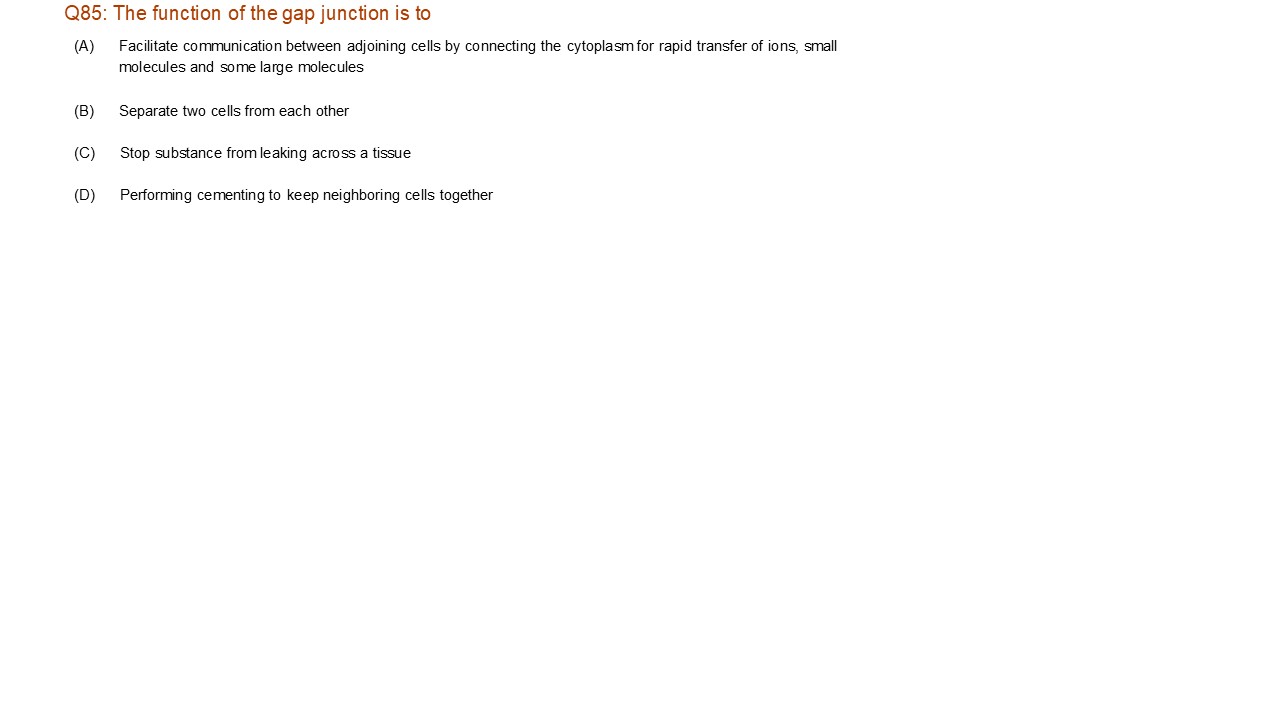 Q85: The function of the gap junction is to
(A) Facilitate communication between adjoining cells by connecting the cytoplasm for rapid transfer of ions, small
molecules and some large molecules
(B) Separate two cells from each other
(C) Stop substance from leaking across a tissue
(D) Performing cementing to keep neighboring cells together